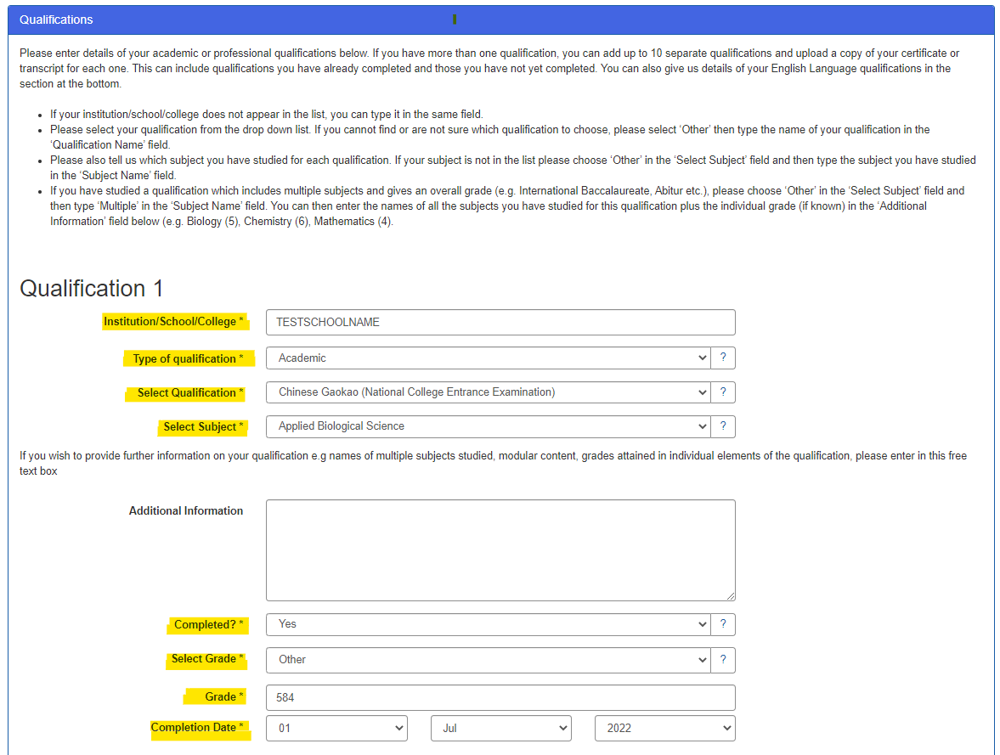 Qualifications
Please enter details of your academic or professional qualifications below. If you have more than one qualification, you can add up to 10 separate qualifications and upload a copy of your certificate or
transcript for each one. This can include qualifications you have already completed and those you have not yet completed. You can also give us details of your English Language qualifications in the
section at the bottom.
• If your institution/school/college does not appear in the list, you can type it in the same field.
• Please select your qualification from the drop down list. If you cannot find or are not sure which qualification to choose, please select ‘Other’ then type the name of your qualification in the
‘Qualification Name’ field.
• Please also tell us which subject you have studied for each qualification. If your subject is not in the list please choose ‘Other’ in the ‘Select Subject’ field and then type the subject you have studied
in the ‘Subject Name’ field.
• If you have studied a qualification which includes multiple subjects and gives an overall grade (e.g. International Baccalaureate, Abitur etc.), please choose ‘Other’ in the ‘Select Subject’ field and
then type ‘Multiple’ in the ‘Subject Name’ field. You can then enter the names of all the subjects you have studied for this qualification plus the individual grade (if known) in the ‘Additional
Information’ field below (e.g. Biology (5), Chemistry (6), Mathematics (4).
Qualification 1
Institution/School/College * TESTSCHOOLNAME
Type of qualification * Academic ?
Select Qualification * Chinese Gaokao (National College Entrance Examination) ?
Select Subject * Applied Biological Science ?
If you wish to provide further information on your qualification e.g names of multiple subjects studied, modular content, grades attained in individual elements of the qualification, please enter in this free
text box
Additional Information
Completed? * Yes ?
Select Grade * Other ?
Grade * 584
Completion Date * 01 Jul 2022